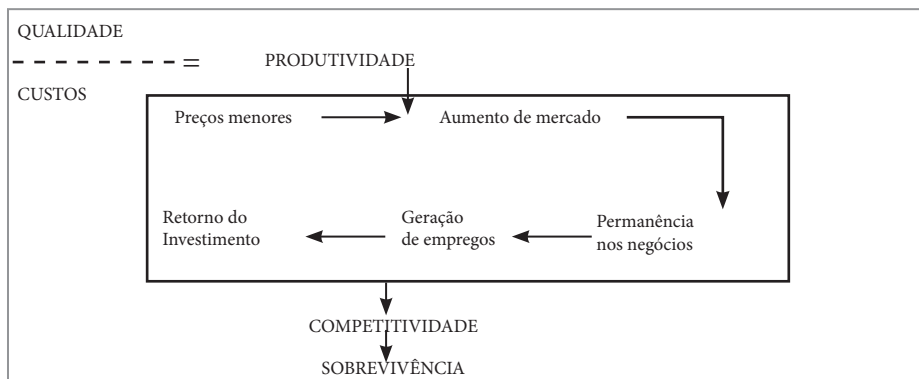 QUALIDADE
= PRODUTIVIDADE
CUSTOS
Preços menores
Aumento de mercado
Retorno do
Investimento
Geração
de empregos
Permanência
nos negócios
COMPETITIVIDADE
SOBREVIVÊNCIA